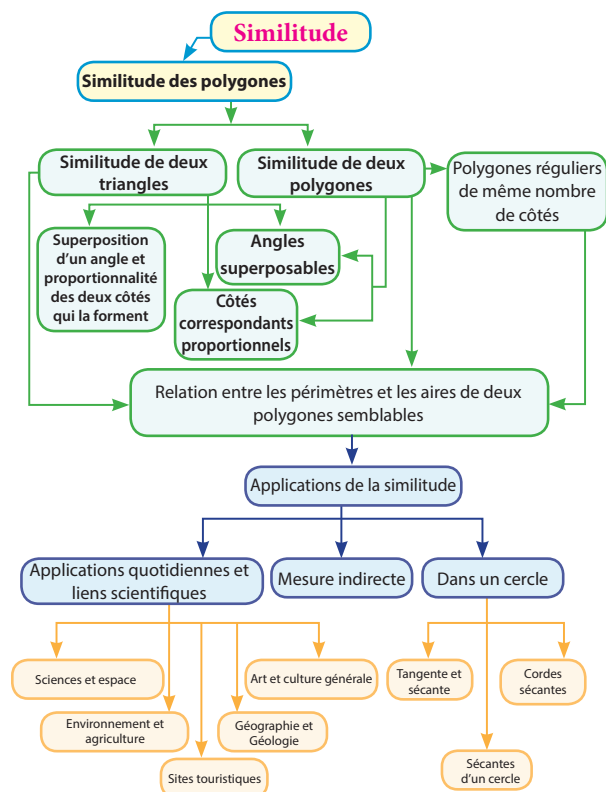 Similitude
Similitude des polygones
Similitude de deux
triangles
Similitude de deux
polygones
Polygones réguliers
de même nombre
de côtés
Superposition
d'un angle et
proportionnalité
des deux côtés
qui la forment
Angles
superposables
Côtés
correspondants
proportionnels
Relation entre les périmètres et les aires de deux
polygones semblables
Applications de la similitude
Applications quotidiennes et
liens scientifiques
Mesure indirecte
Dans un cercle
Sciences et espace
Art et culture générale
Tangente et
sécante
Cordes
sécantes
Environnement et
agriculture
Géographie et
Géologie
Sites touristiques
Sécantes
d'un cercle